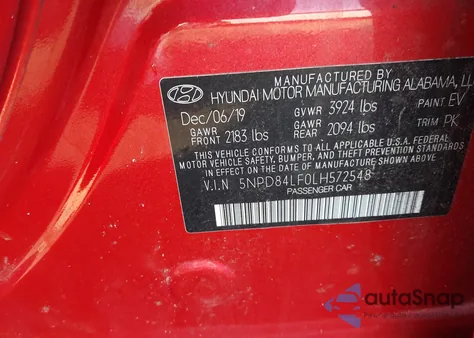 MANUFACTURED BY
HYUNDAI MOTOR MANUFACTURING ALABAMA, LL
Dec/06/19 GVWR 3924 lbs PAINT EV
GAWR FRONT 2183 lbs GAWR REAR 2094 lbs TRIM PK
THIS VEHICLE CONFORMS TO ALL APPLICABLE U.S.A. FEDERAL
MOTOR VEHICLE SAFETY, BUMPER, AND THEFT PREVENTION
STANDARDS IN EFFECT ON THE DATE OF MANUFACTURE SHOWN ABOVE.
V.I.N 5NPD84LF0LH572548
PASSENGER CAR
autaSnap